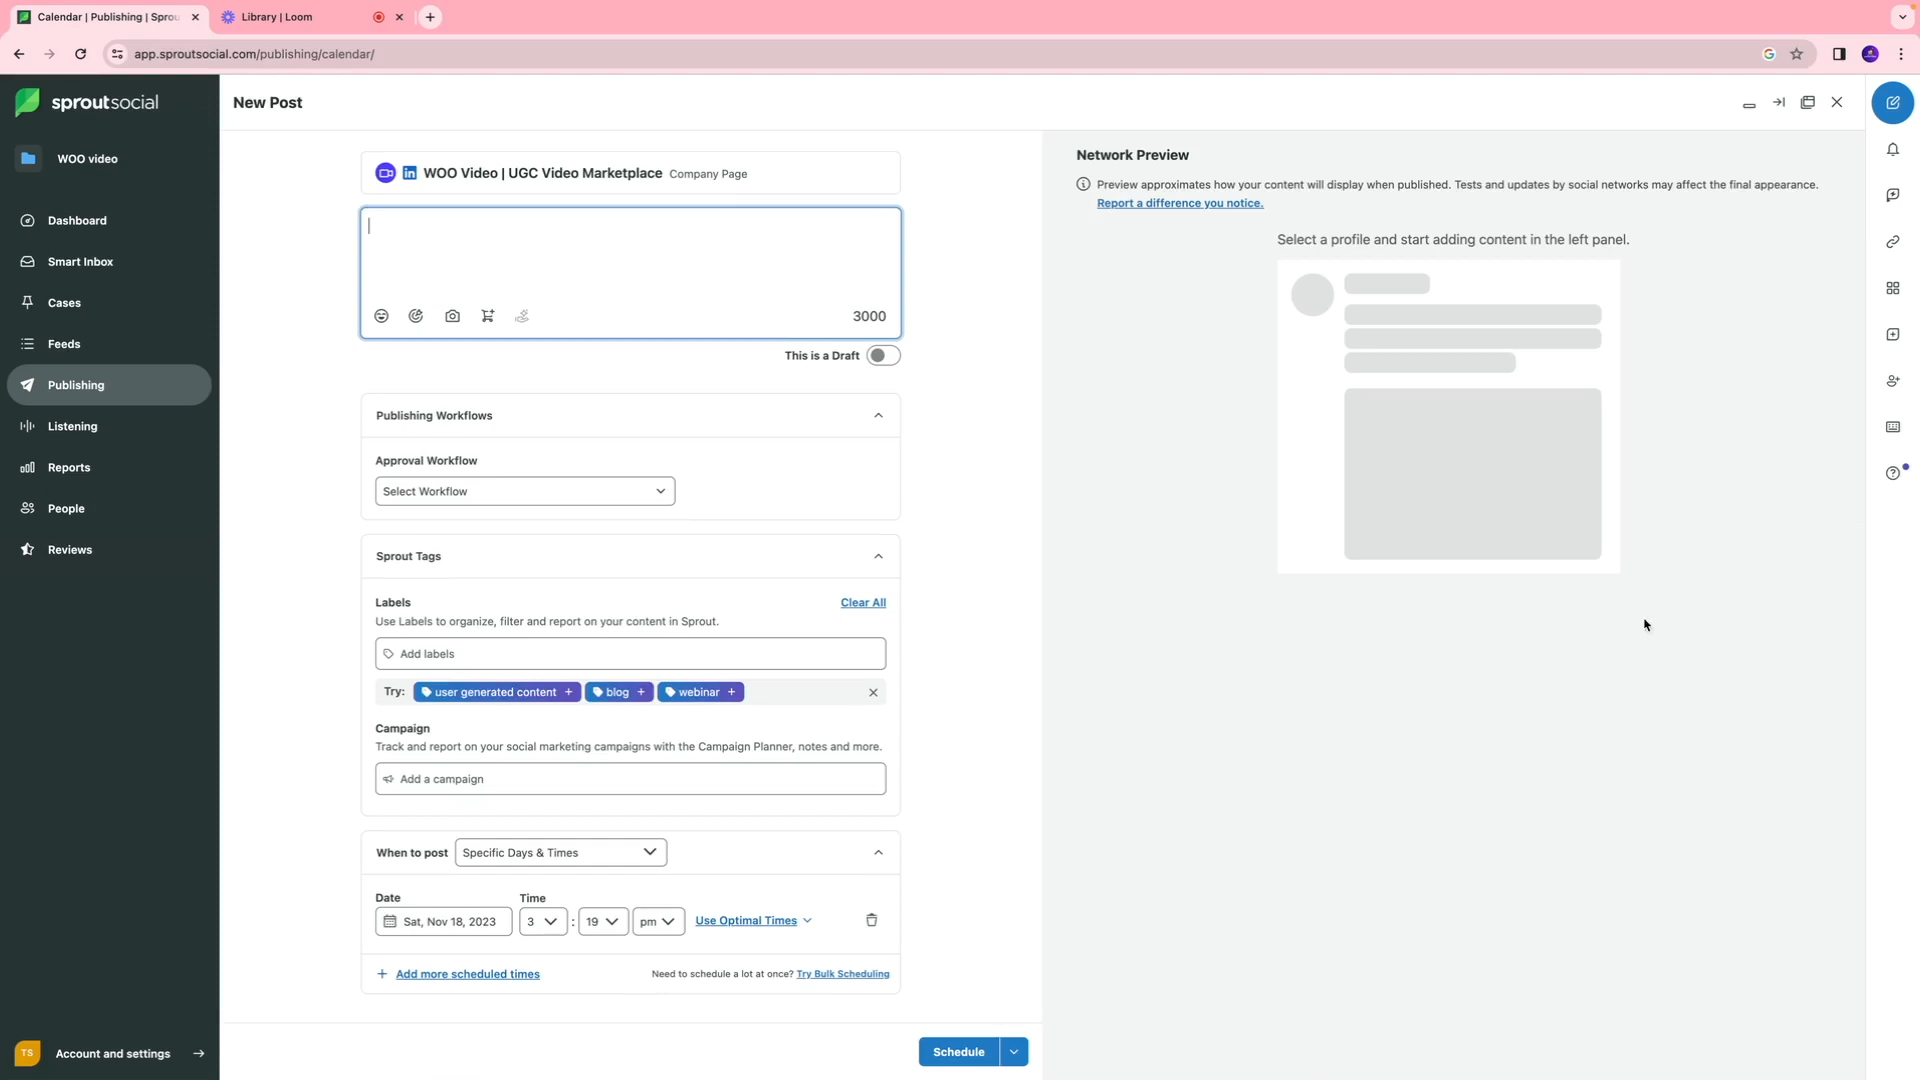 Calendar | Publishing | Sprou
Library | Loom
app.sproutsocial.com/publishing/calendar/
sproutsocial
WOO video
Dashboard
Smart Inbox
Cases
Feeds
Publishing
Listening
Reports
People
Reviews
TS
Account and settings
New Post
WOO Video | UGC Video Marketplace Company Page
3000
This is a Draft
Publishing Workflows
Approval Workflow
Select Workflow
Sprout Tags
Labels
Clear All
Use Labels to organize, filter and report on your content in Sprout.
Add labels
Try: user generated content + blog + webinar +
Campaign
Track and report on your social marketing campaigns with the Campaign Planner, notes and more.
Add a campaign
When to post Specific Days & Times
Date Time
Sat, Nov 18, 2023 3 : 19 pm Use Optimal Times
+ Add more scheduled times
Need to schedule a lot at once? Try Bulk Scheduling
Schedule
Network Preview
Preview approximates how your content will display when published. Tests and updates by social networks may affect the final appearance.
Report a difference you notice.
Select a profile and start adding content in the left panel.